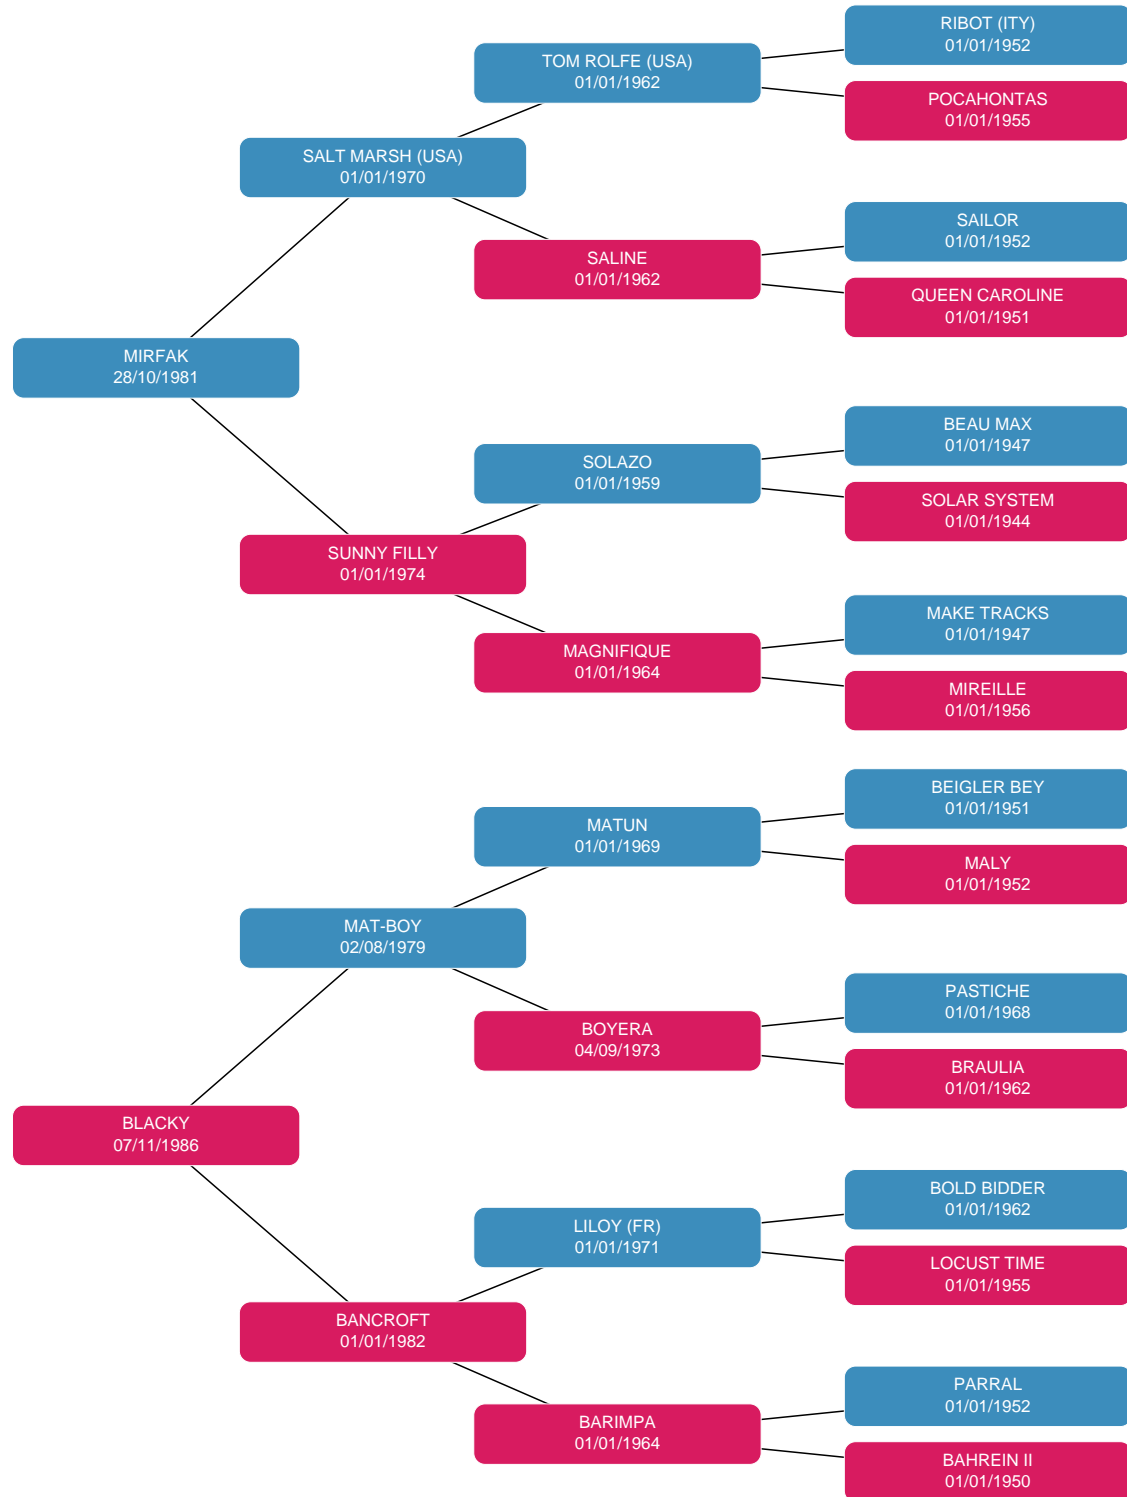 RIBOT (ITY)
01/01/1952
TOM ROLFE (USA)
01/01/1962
POCAHONTAS
01/01/1955
SALT MARSH (USA)
01/01/1970
SAILOR
01/01/1952
SALINE
01/01/1962
QUEEN CAROLINE
01/01/1951
MIRFAK
28/10/1981
BEAU MAX
01/01/1947
SOLAZO
01/01/1959
SOLAR SYSTEM
01/01/1944
SUNNY FILLY
01/01/1974
MAKE TRACKS
01/01/1947
MAGNIFIQUE
01/01/1964
MIREILLE
01/01/1956
BEIGLER BEY
01/01/1951
MATUN
01/01/1969
MALY
01/01/1952
MAT-BOY
02/08/1979
PASTICHE
01/01/1968
BOYERA
04/09/1973
BRAULIA
01/01/1962
BLACKY
07/11/1986
BOLD BIDDER
01/01/1962
LILOY (FR)
01/01/1971
LOCUST TIME
01/01/1955
BANCROFT
01/01/1982
PARRAL
01/01/1952
BARIMPA
01/01/1964
BAHREIN II
01/01/1950